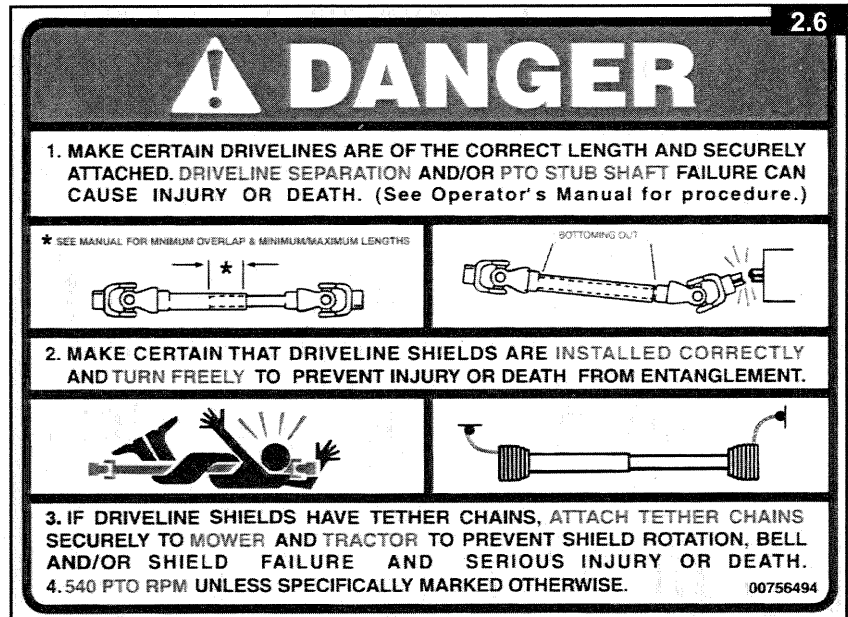 2.6
DANGER
1. MAKE CERTAIN DRIVELINES ARE OF THE CORRECT LENGTH AND SECURELY
ATTACHED. DRIVELINE SEPARATION AND/OR PTO STUB SHAFT FAILURE CAN
CAUSE INJURY OR DEATH. (See Operator's Manual for procedure.)
* SEE MANUAL FOR MNIMUM OVERLAP & MINIMUM/MAXIMUM LENGTHS
*
BOTTOMING OUT
2. MAKE CERTAIN THAT DRIVELINE SHIELDS ARE INSTALLED CORRECTLY
AND TURN FREELY TO PREVENT INJURY OR DEATH FROM ENTANGLEMENT.
3. IF DRIVELINE SHIELDS HAVE TETHER CHAINS, ATTACH TETHER CHAINS
SECURELY TO MOWER AND TRACTOR TO PREVENT SHIELD ROTATION, BELL
AND/OR SHIELD FAILURE AND SERIOUS INJURY OR DEATH.
4. 540 PTO RPM UNLESS SPECIFICALLY MARKED OTHERWISE. 00756494